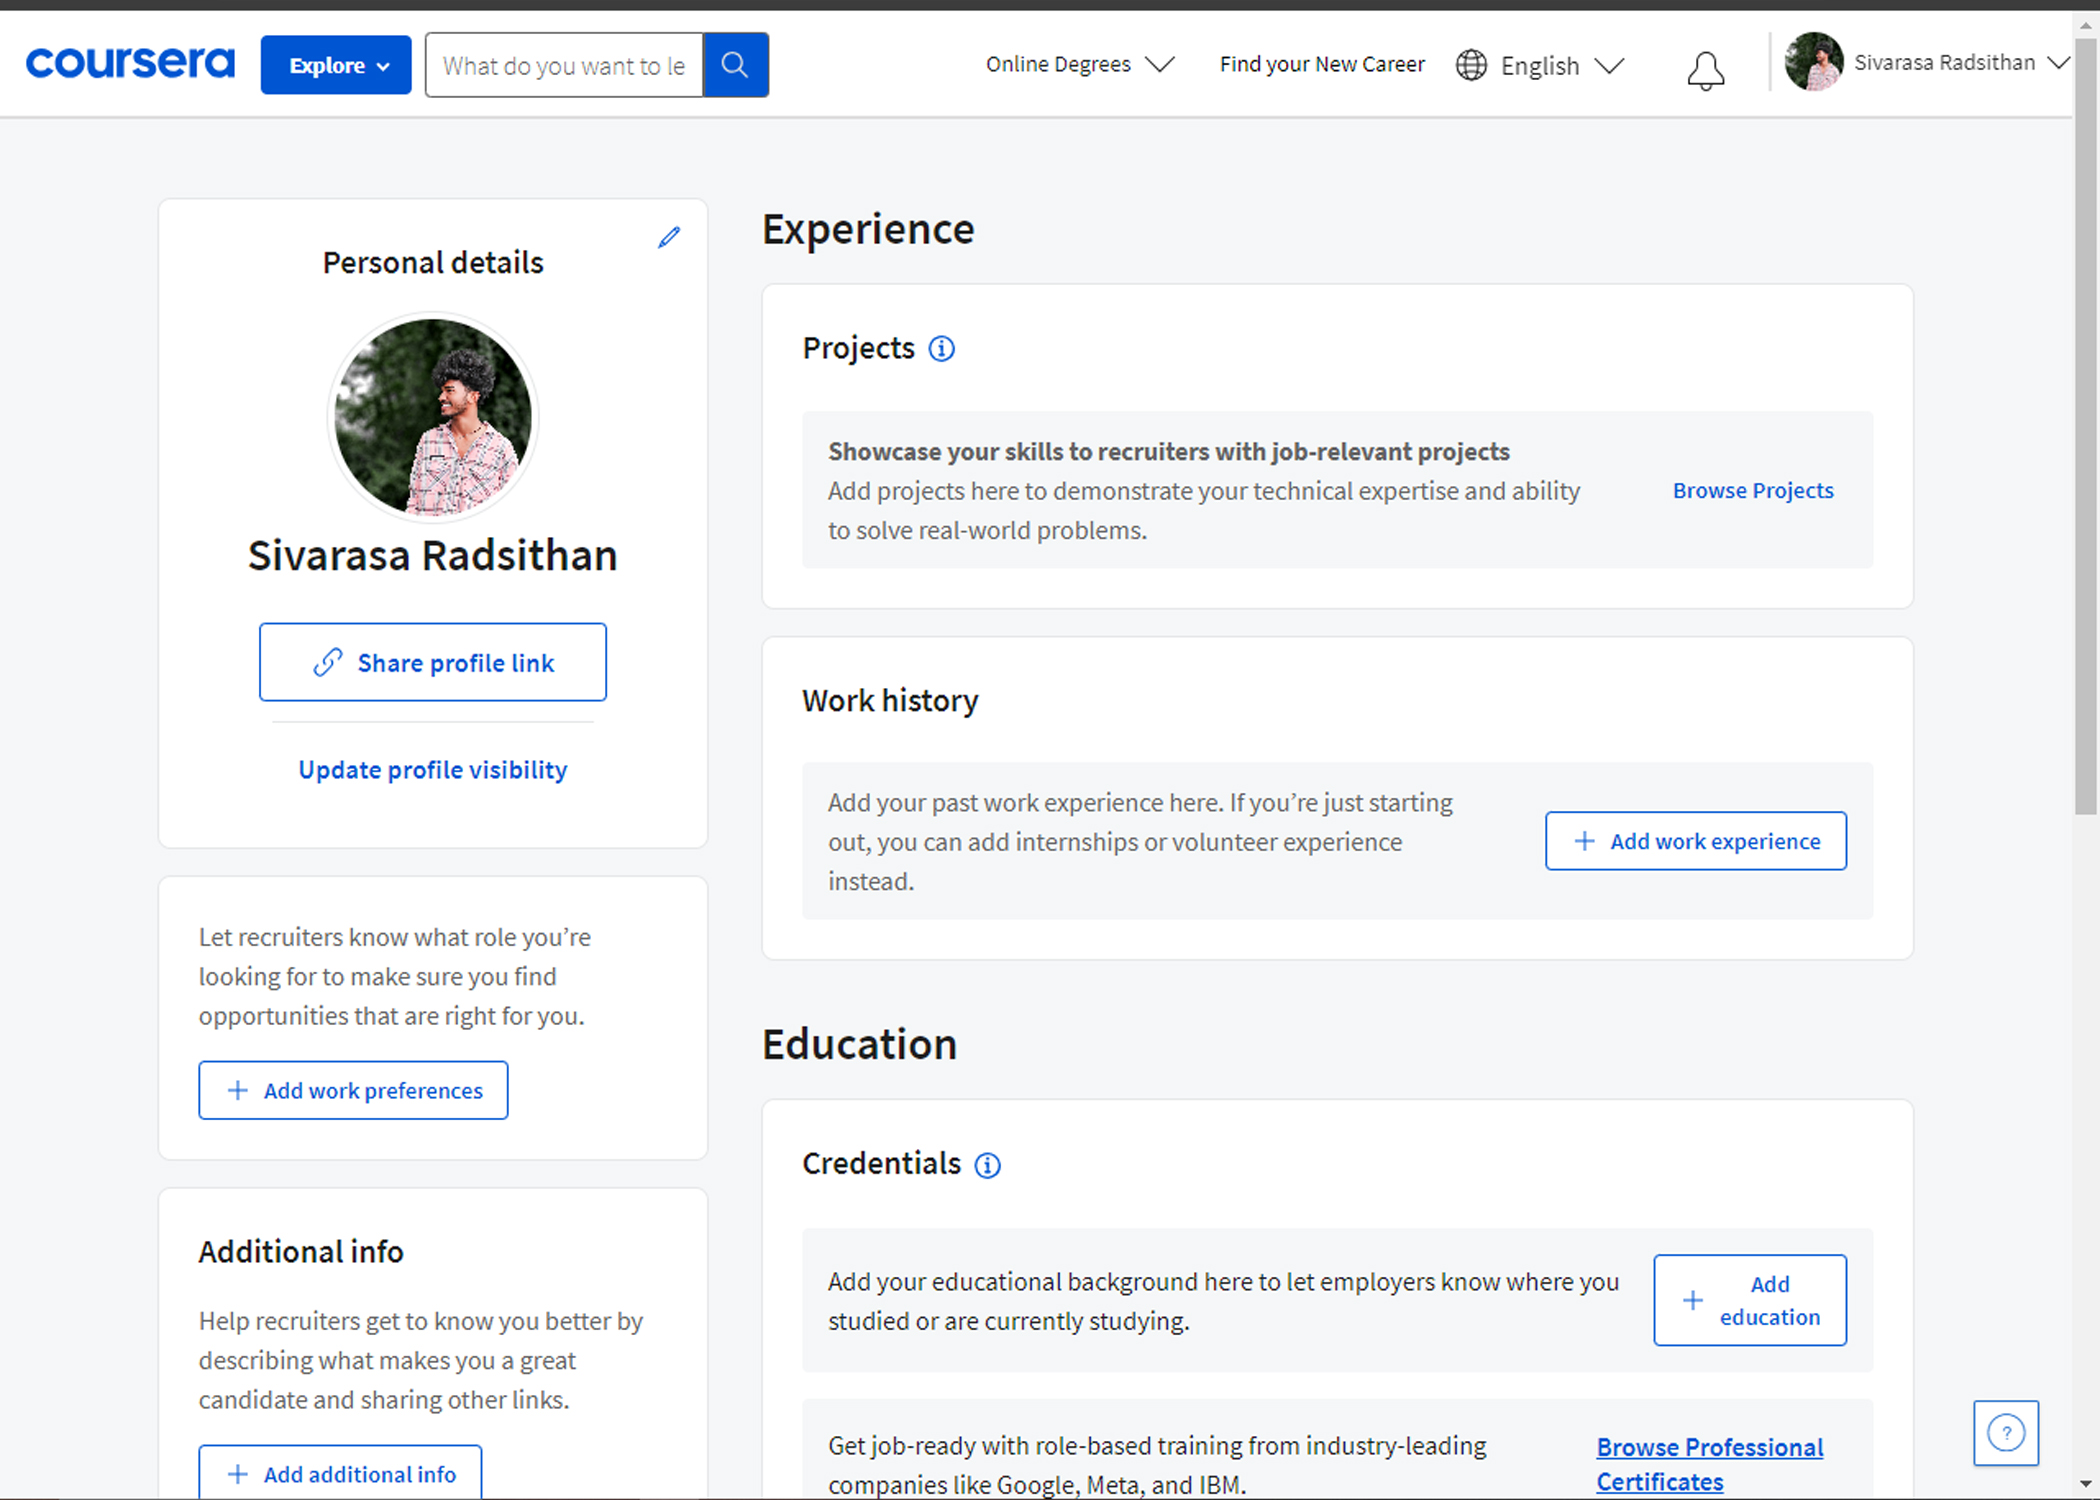 coursera
Explore
What do you want to le
Online Degrees
Find your New Career
English
Sivarasa Radsithan
Personal details
Sivarasa Radsithan
Share profile link
Update profile visibility
Let recruiters know what role you’re
looking for to make sure you find
opportunities that are right for you.
+ Add work preferences
Additional info
Help recruiters get to know you better by
describing what makes you a great
candidate and sharing other links.
+ Add additional info
Experience
Projects
Showcase your skills to recruiters with job-relevant projects
Add projects here to demonstrate your technical expertise and ability
to solve real-world problems.
Browse Projects
Work history
Add your past work experience here. If you’re just starting
out, you can add internships or volunteer experience
instead.
+ Add work experience
Education
Credentials
Add your educational background here to let employers know where you
studied or are currently studying.
+ Add
education
Get job-ready with role-based training from industry-leading
companies like Google, Meta, and IBM.
Browse Professional
Certificates
?